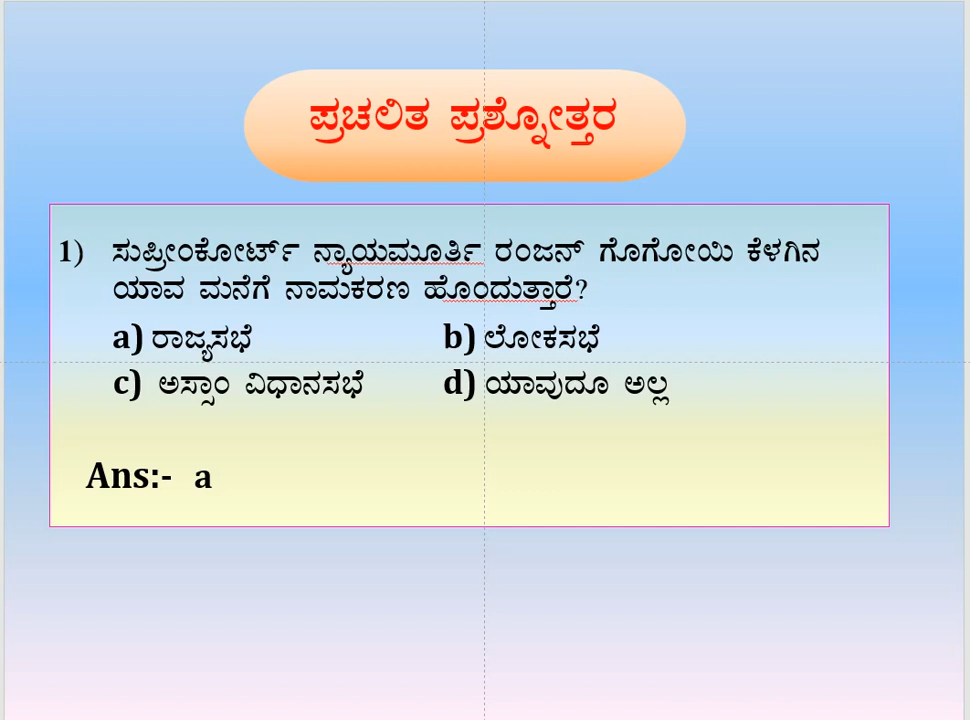 ಪ್ರಚಲಿತ ಪ್ರಶ್ನೋತ್ತರ
1) ಸುಪ್ರೀಂಕೋರ್ಟ್ ನ್ಯಾಯಮೂರ್ತಿ ರಂಜನ್ ಗೊಗೋಯಿ ಕೆಳಗಿನ
ಯಾವ ಮನೆಗೆ ನಾಮಕರಣ ಹೊಂದುತ್ತಾರೆ?
a) ರಾಜ್ಯಸಭೆ b) ಲೋಕಸಭೆ
c) ಅಸ್ಸಾಂ ವಿಧಾನಸಭೆ d) ಯಾವುದೂ ಅಲ್ಲ
Ans:- a